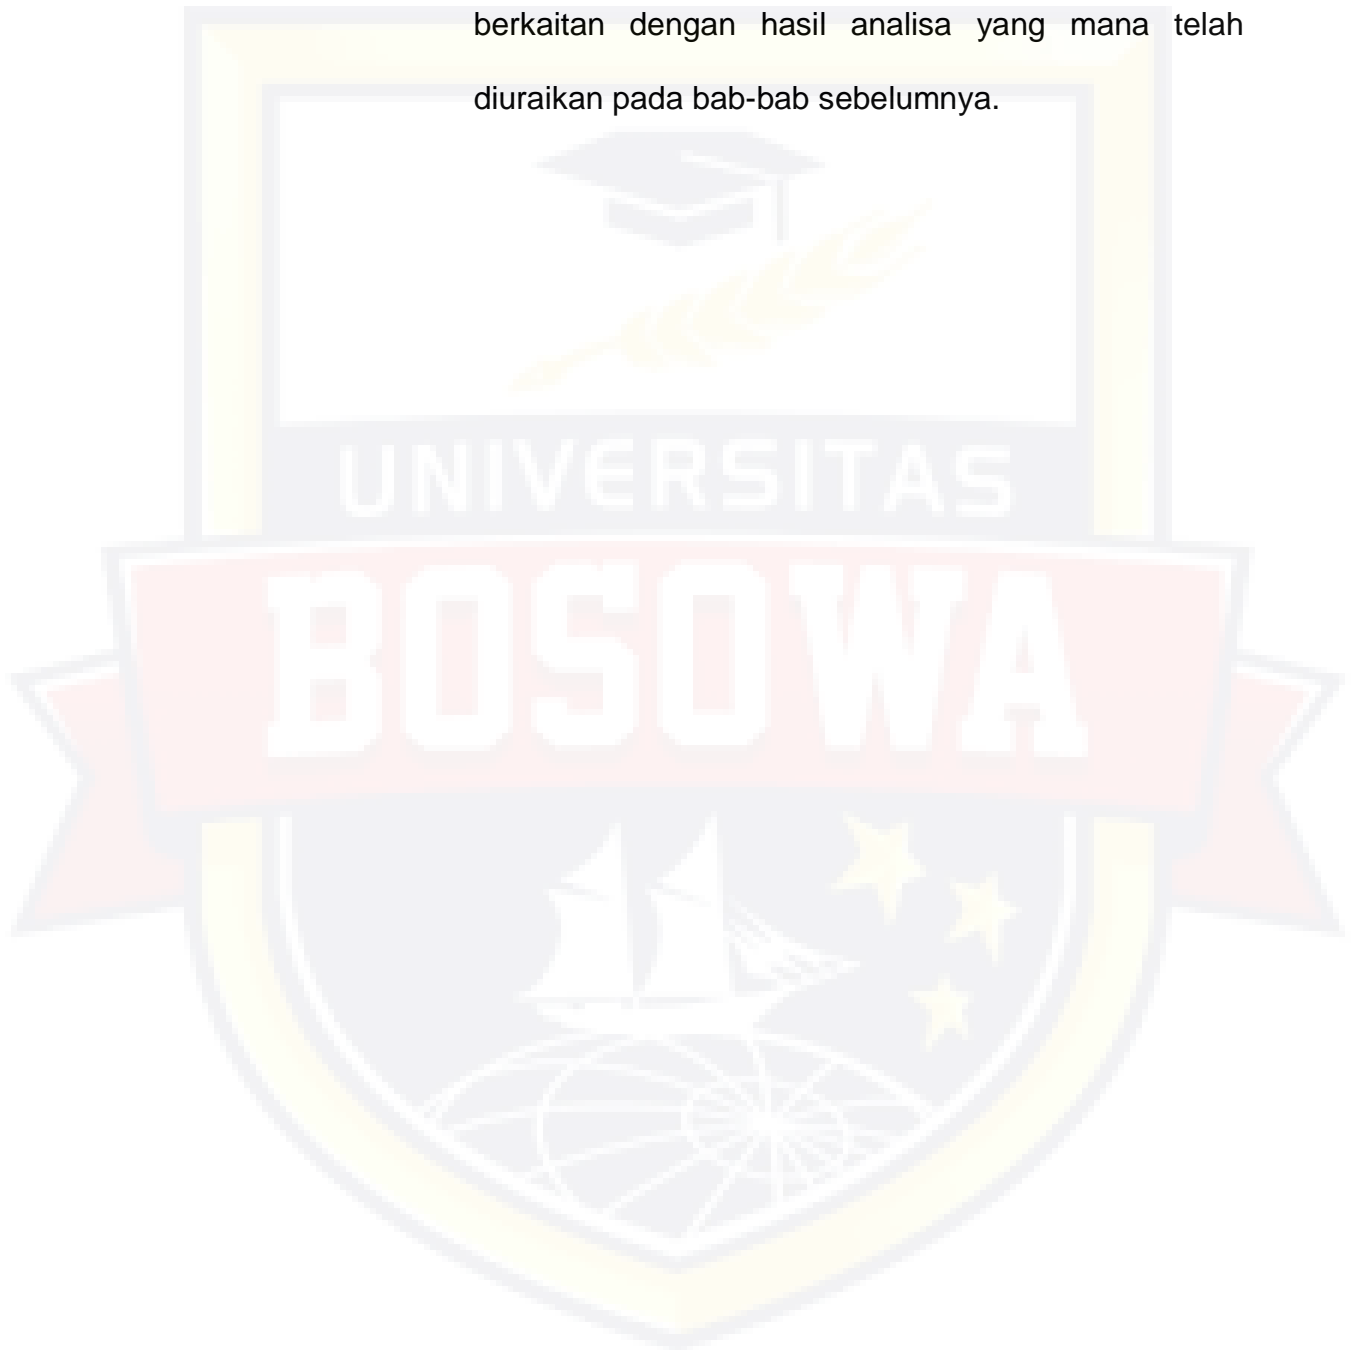 berkaitan dengan hasil analisa yang mana telah
diuraikan pada bab-bab sebelumnya.
UNIVERSITAS
BOSOWA